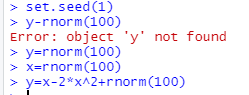 > set.seed(1)
> y-rnorm(100)
Error: object 'y' not found
> y=rnorm(100)
> x=rnorm(100)
> y=x-2*x^2+rnorm(100)
>